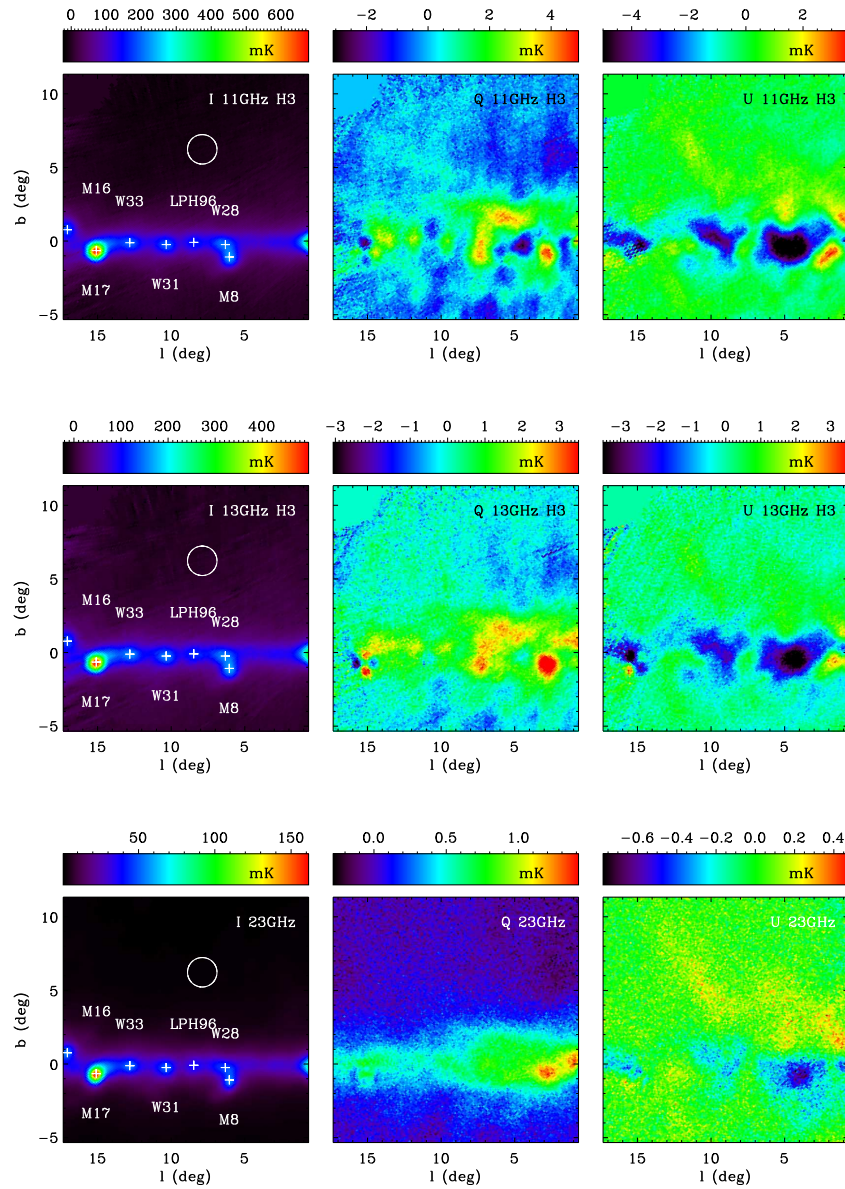 0 100 200 300 400 500 600
mK
−2 0 2 4
mK
−4 −2 0 2
mK
I 11GHz H3
M16
W33
LPH96
W28
M17
W31
M8
Q 11GHz H3
U 11GHz H3
10
5
0
−5
b (deg)
15 10 5
l (deg)
15 10 5
l (deg)
15 10 5
l (deg)
0 100 200 300 400
mK
−3 −2 −1 0 1 2 3
mK
−3 −2 −1 0 1 2 3
mK
I 13GHz H3
M16
W33
LPH96
W28
M17
W31
M8
Q 13GHz H3
U 13GHz H3
10
5
0
−5
b (deg)
15 10 5
l (deg)
15 10 5
l (deg)
15 10 5
l (deg)
50 100 150
mK
0.0 0.5 1.0
mK
−0.6 −0.4 −0.2 0.0 0.2 0.4
mK
I 23GHz
M16
W33
LPH96
W28
M17
W31
M8
Q 23GHz
U 23GHz
10
5
0
−5
b (deg)
15 10 5
l (deg)
15 10 5
l (deg)
15 10 5
l (deg)